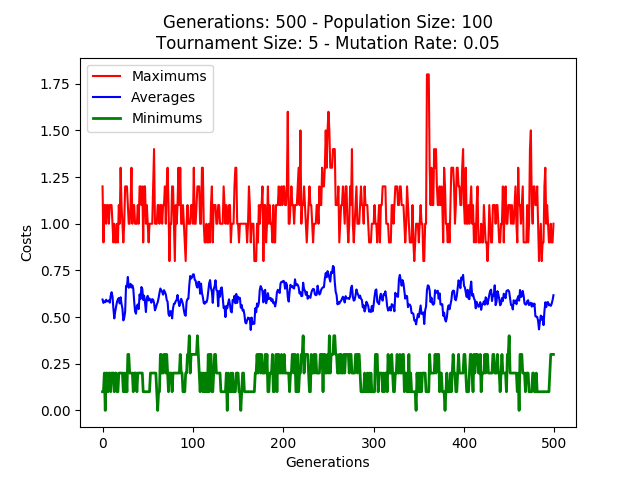 Generations: 500 - Population Size: 100
Tournament Size: 5 - Mutation Rate: 0.05
Maximums
Averages
Minimums
1.75
1.50
1.25
1.00
0.75
0.50
0.25
0.00
Costs
0 100 200 300 400 500
Generations